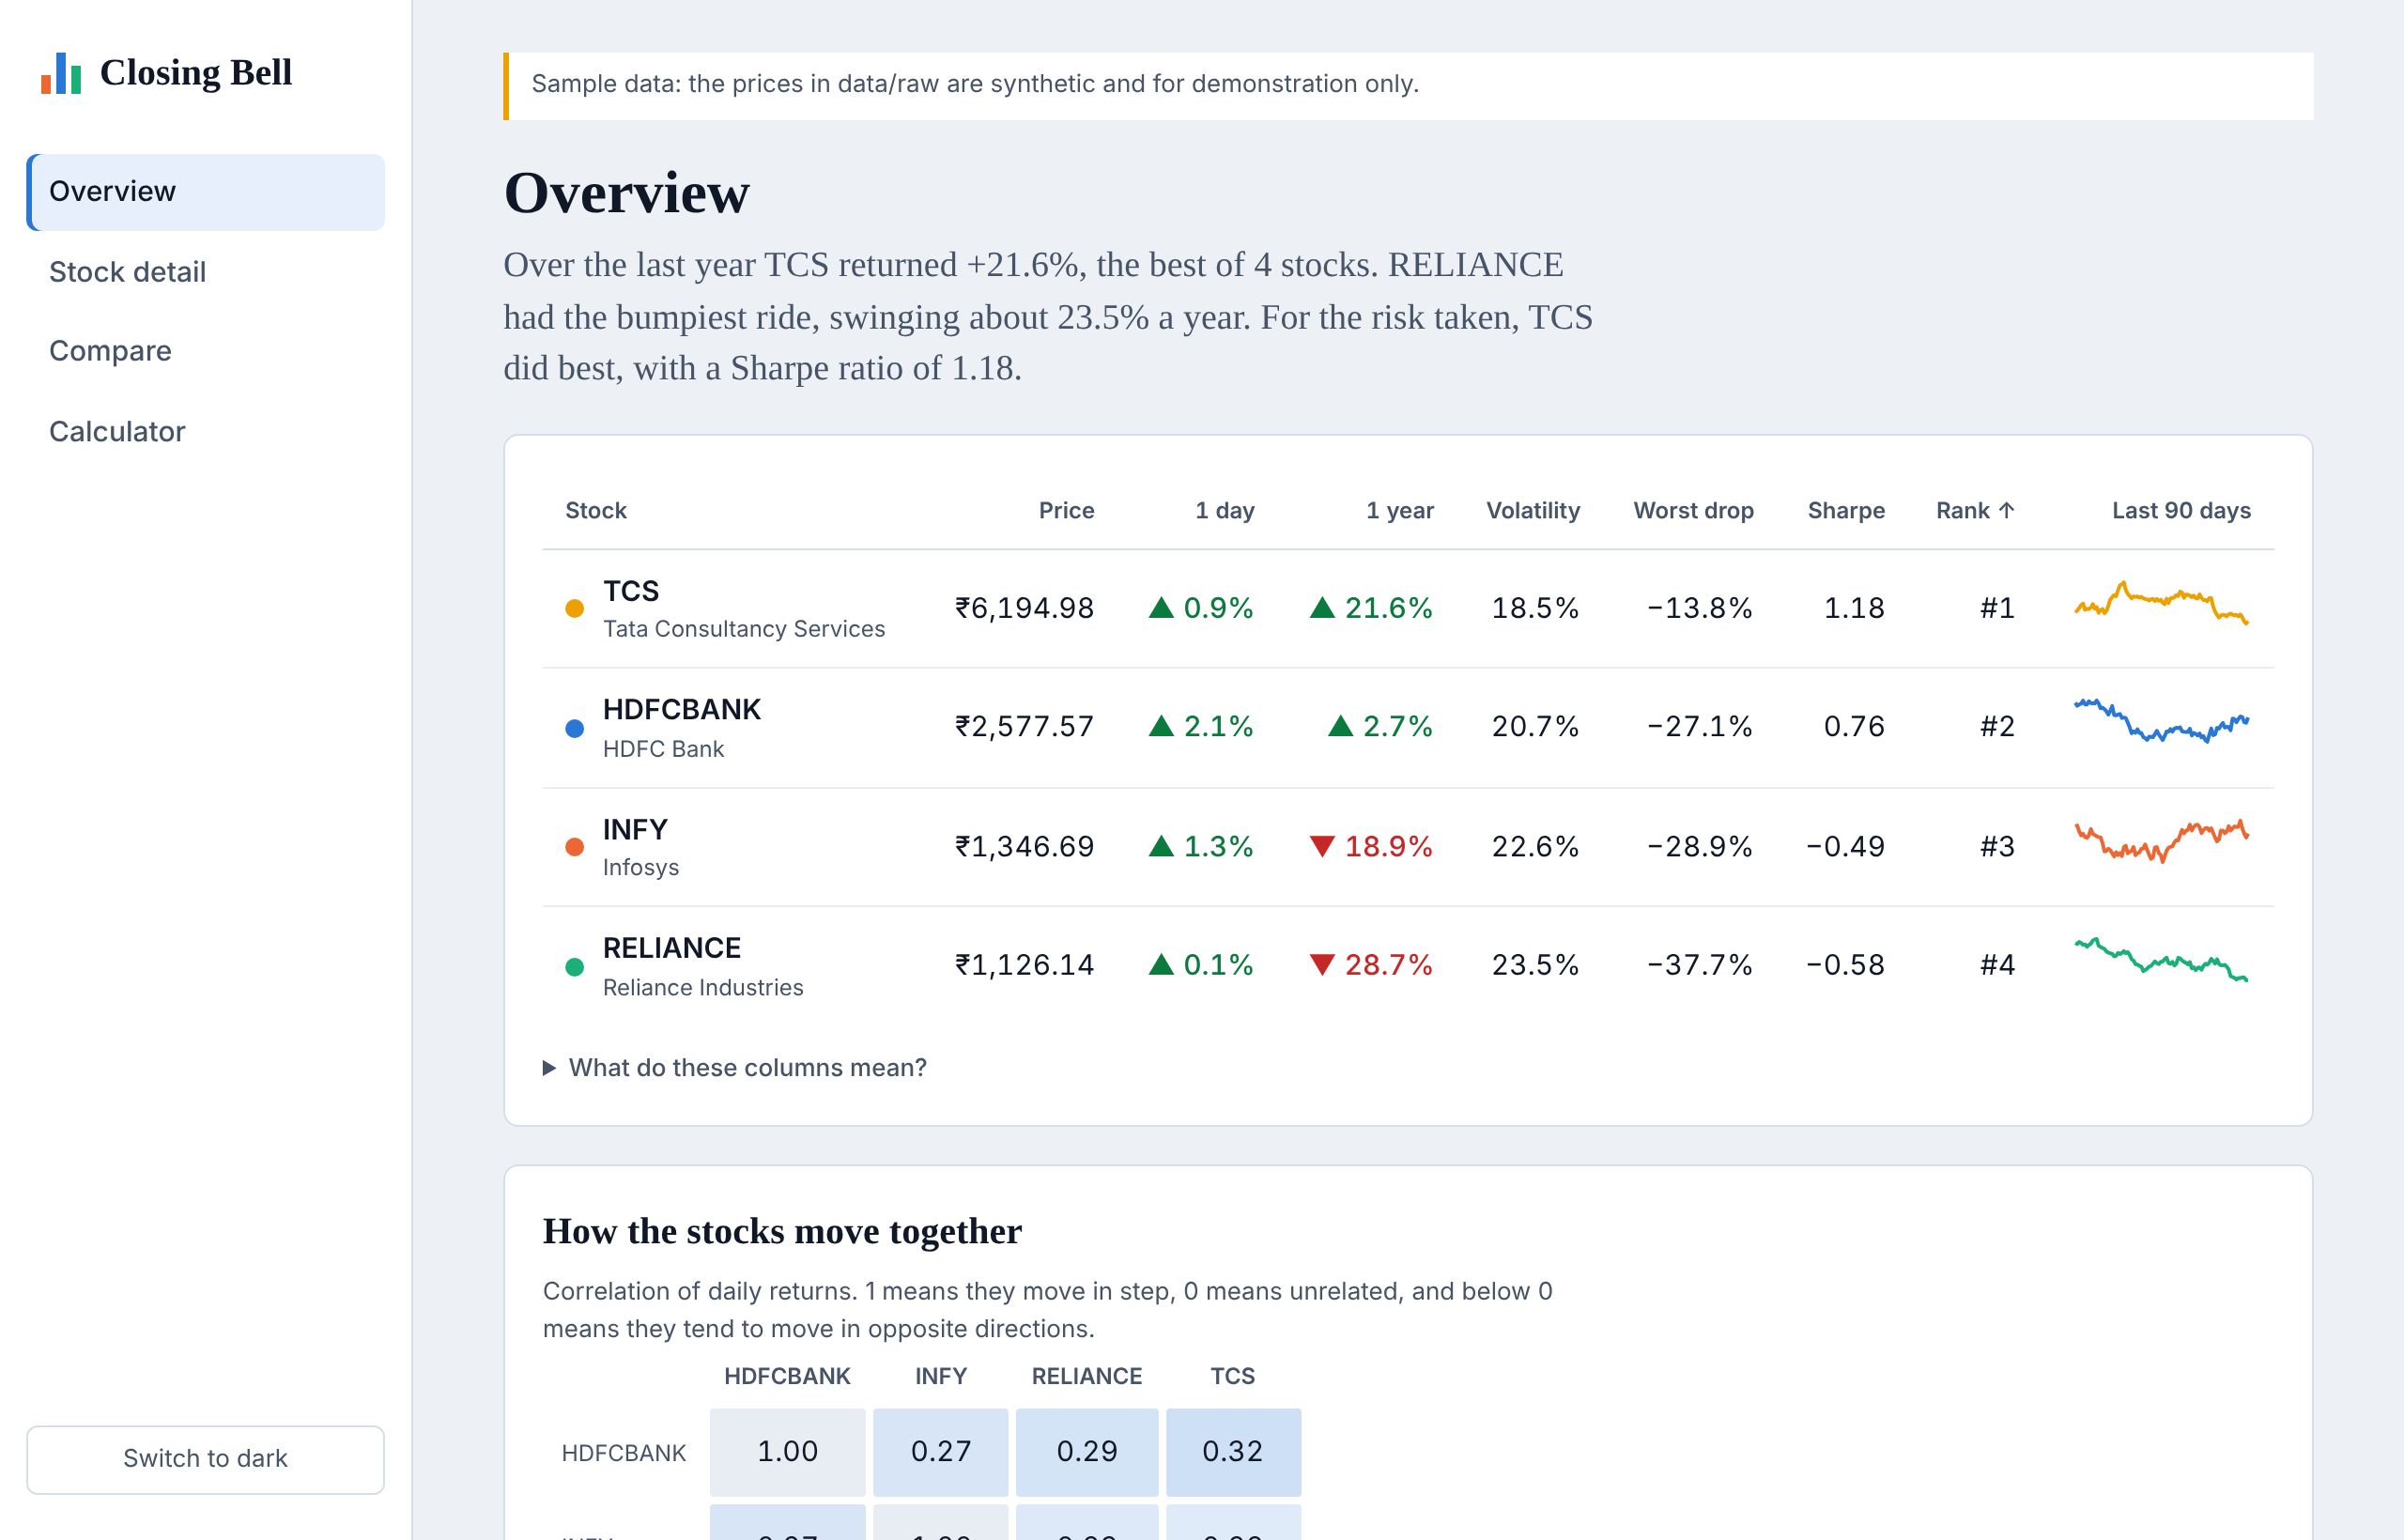 Closing Bell
Overview
Stock detail
Compare
Calculator
Switch to dark
Sample data: the prices in data/raw are synthetic and for demonstration only.
Overview
Over the last year TCS returned +21.6%, the best of 4 stocks. RELIANCE
had the bumpiest ride, swinging about 23.5% a year. For the risk taken, TCS
did best, with a Sharpe ratio of 1.18.
Stock Price 1 day 1 year Volatility Worst drop Sharpe Rank ↑ Last 90 days
TCS
Tata Consultancy Services
₹6,194.98 ▲ 0.9% ▲ 21.6% 18.5% −13.8% 1.18 #1
HDFCBANK
HDFC Bank
₹2,577.57 ▲ 2.1% ▲ 2.7% 20.7% −27.1% 0.76 #2
INFY
Infosys
₹1,346.69 ▲ 1.3% ▼ 18.9% 22.6% −28.9% −0.49 #3
RELIANCE
Reliance Industries
₹1,126.14 ▲ 0.1% ▼ 28.7% 23.5% −37.7% −0.58 #4
▶ What do these columns mean?
How the stocks move together
Correlation of daily returns. 1 means they move in step, 0 means unrelated, and below 0
means they tend to move in opposite directions.
HDFCBANK INFY RELIANCE TCS
HDFCBANK 1.00 0.27 0.29 0.32